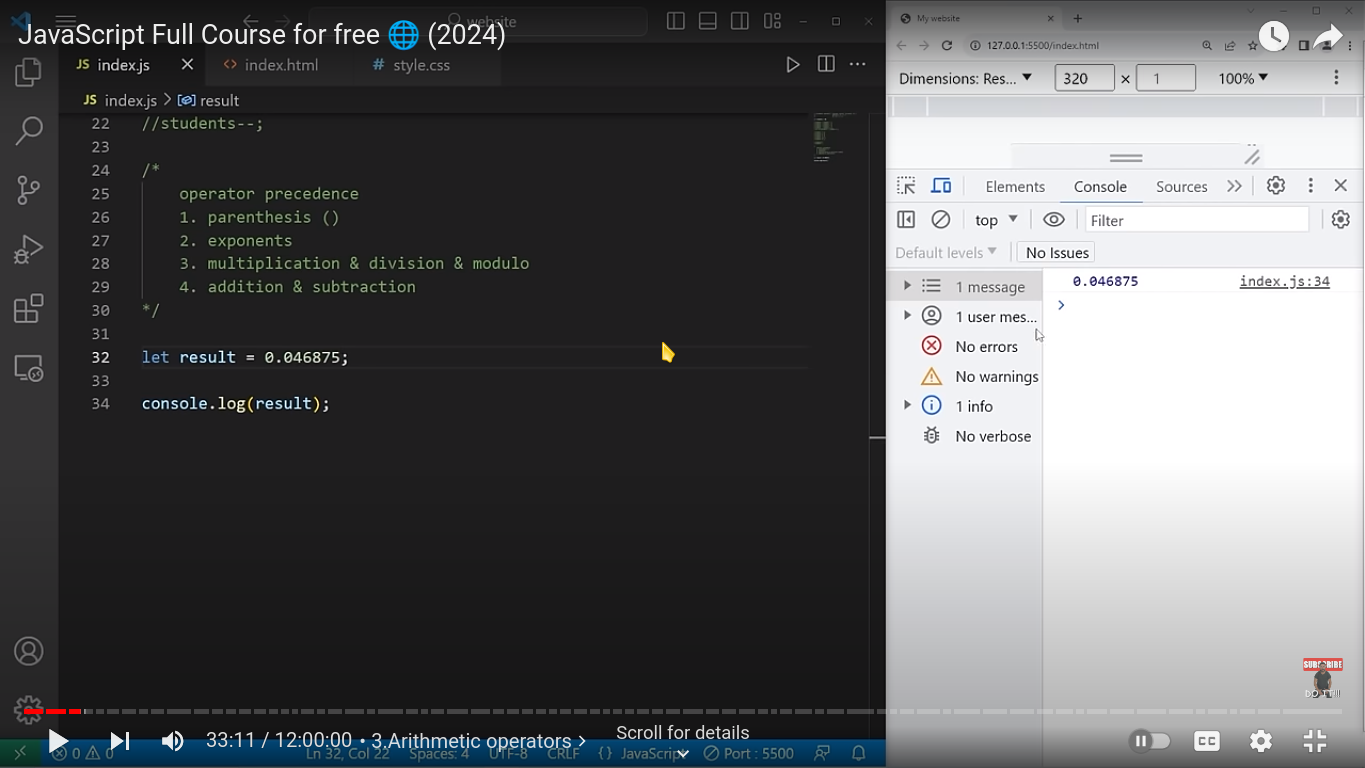 JavaScript Full Course for free 🌐 (2024)
website
My website
127.0.0.1:5500/index.html
JS index.js
<> index.html
# style.css
JS index.js > result
Dimensions: Res... 320 × 1 100%
22 //students--;
23
24 /*
25 operator precedence
26 1. parenthesis ()
27 2. exponents
28 3. multiplication & division & modulo
29 4. addition & subtraction
30 */
31
32 let result = 0.046875;
33
34 console.log(result);
Elements Console Sources
top Filter
Default levels No Issues
1 message
1 user mes...
No errors
No warnings
1 info
No verbose
0.046875 index.js:34
SUBSCRIBE
DO IT!!!
33:11 / 12:00:00 • 3.Arithmetic operators >
Scroll for details
CC
0 0 Ln 32, Col 22 Spaces: 4 UTF-8 CRLF {} JavaScript Port : 5500